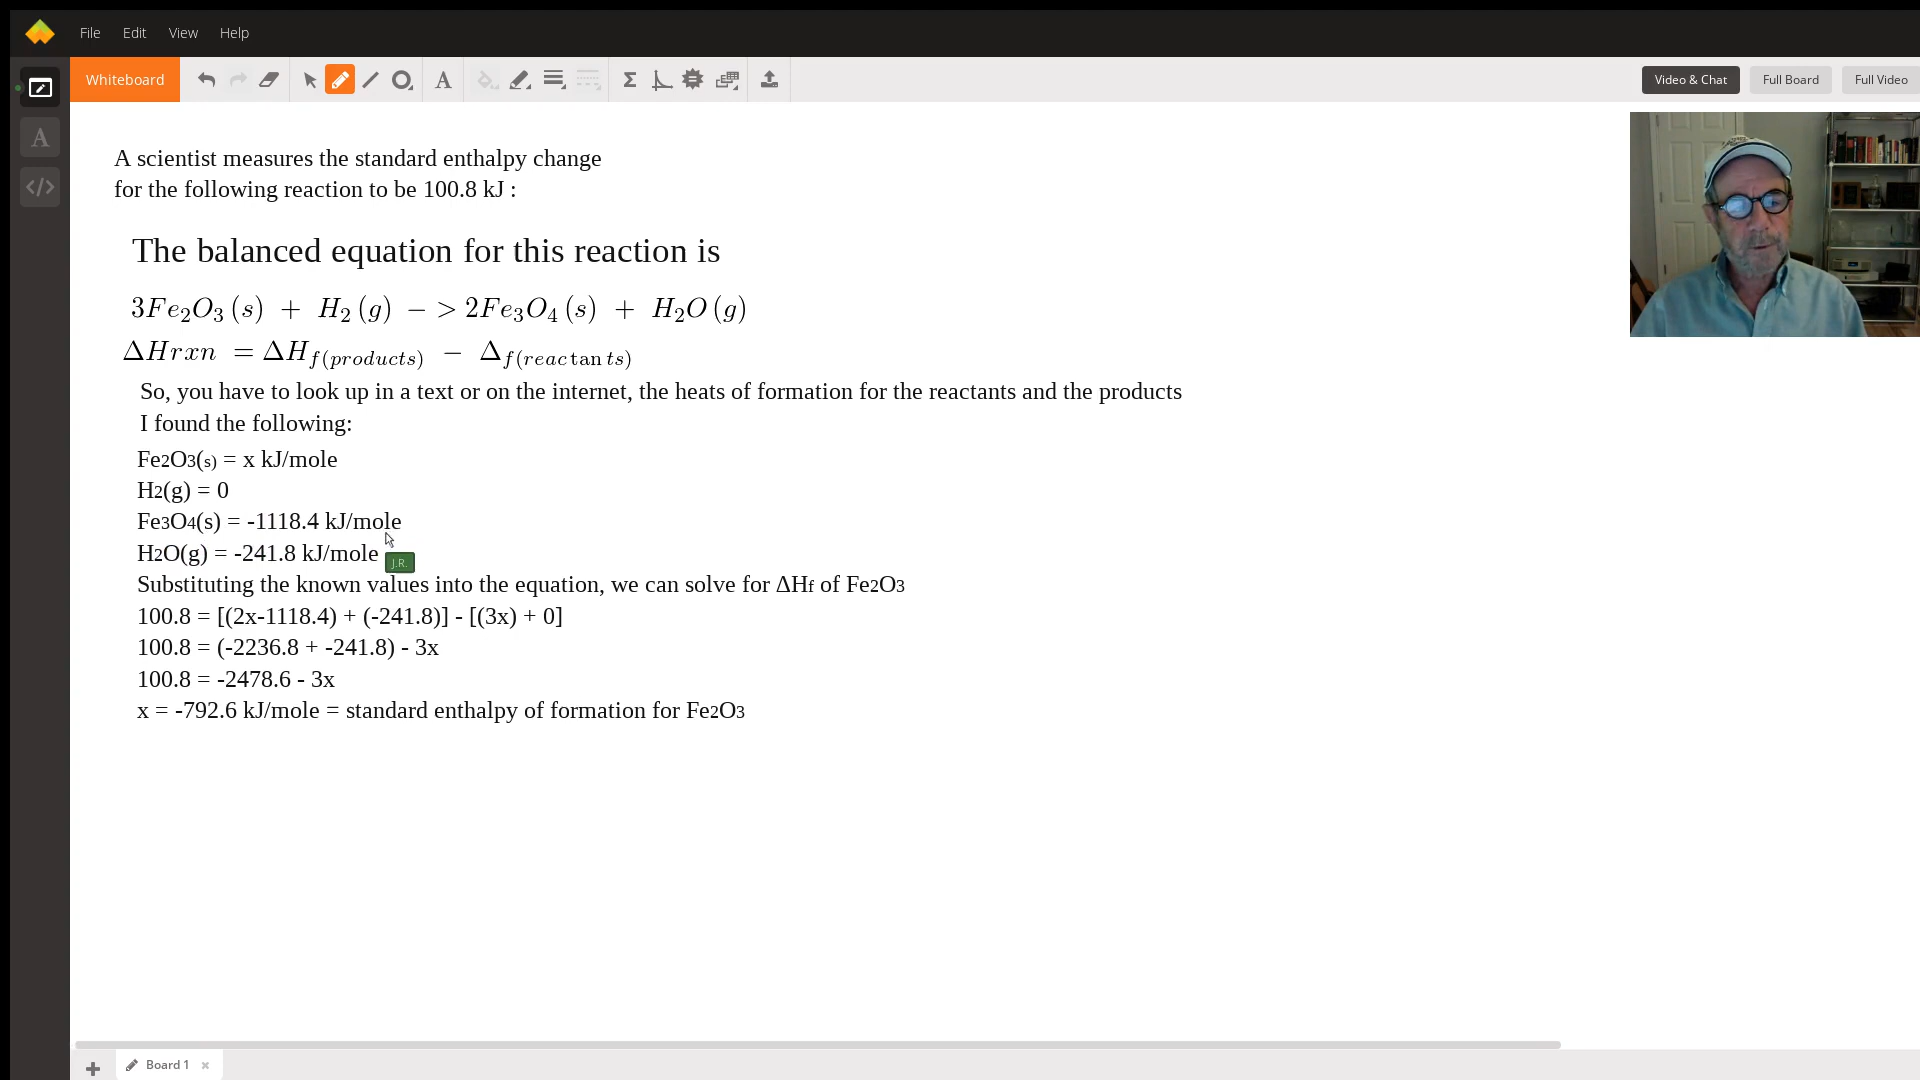 File Edit View Help
Whiteboard
A
Σ
Video & Chat
Full Board
Full Video
A
</>
A scientist measures the standard enthalpy change
for the following reaction to be 100.8 kJ :
The balanced equation for this reaction is
3Fe₂O₃(s) + H₂(g) −> 2Fe₃O₄(s) + H₂O(g)
ΔHrxn = ΔH_f(products) − Δ_f(reactants)
So, you have to look up in a text or on the internet, the heats of formation for the reactants and the products
I found the following:
Fe2O3(s) = x kJ/mole
H2(g) = 0
Fe3O4(s) = -1118.4 kJ/mole
H2O(g) = -241.8 kJ/mole
J.R.
Substituting the known values into the equation, we can solve for ΔHf of Fe2O3
100.8 = [(2x-1118.4) + (-241.8)] - [(3x) + 0]
100.8 = (-2236.8 + -241.8) - 3x
100.8 = -2478.6 - 3x
x = -792.6 kJ/mole = standard enthalpy of formation for Fe2O3
Board 1